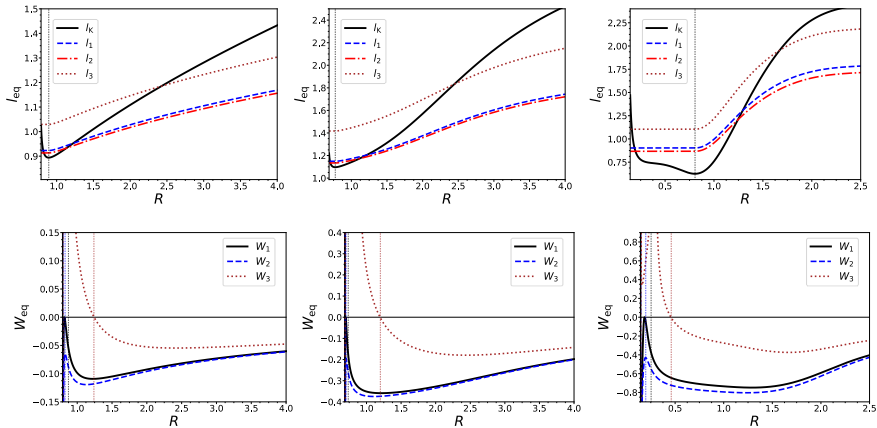 1.5
1.4
1.3
1.2
1.1
1.0
0.9
l_eq
l_K
l_1
l_2
l_3
1.0 1.5 2.0 2.5 3.0 3.5 4.0
R
2.4
2.2
2.0
1.8
1.6
1.4
1.2
1.0
l_eq
l_K
l_1
l_2
l_3
1.0 1.5 2.0 2.5 3.0 3.5 4.0
R
2.25
2.00
1.75
1.50
1.25
1.00
0.75
l_eq
l_K
l_1
l_2
l_3
0.5 1.0 1.5 2.0 2.5
R
0.15
0.10
0.05
0.00
−0.05
−0.10
−0.15
W_eq
W_1
W_2
W_3
1.0 1.5 2.0 2.5 3.0 3.5 4.0
R
0.4
0.3
0.2
0.1
0.0
−0.1
−0.2
−0.3
−0.4
W_eq
W_1
W_2
W_3
1.0 1.5 2.0 2.5 3.0 3.5 4.0
R
0.8
0.6
0.4
0.2
0.0
−0.2
−0.4
−0.6
−0.8
W_eq
W_1
W_2
W_3
0.5 1.0 1.5 2.0 2.5
R